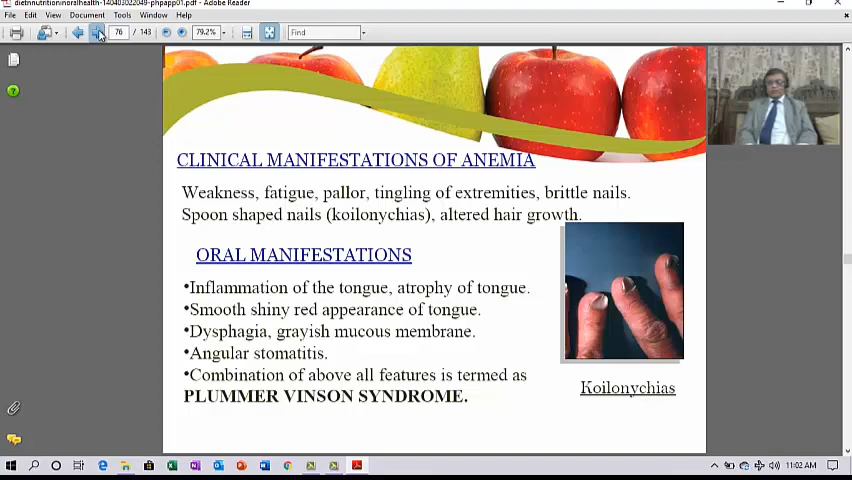 dietnnutritioninoralhealth-140403022049-phpapp01.pdf - Adobe Reader
File Edit View Document Tools Window Help
76 / 143 79.2% Find
CLINICAL MANIFESTATIONS OF ANEMIA
Weakness, fatigue, pallor, tingling of extremities, brittle nails.
Spoon shaped nails (koilonychias), altered hair growth.
ORAL MANIFESTATIONS
•Inflammation of the tongue, atrophy of tongue.
•Smooth shiny red appearance of tongue.
•Dysphagia, grayish mucous membrane.
•Angular stomatitis.
•Combination of above all features is termed as
PLUMMER VINSON SYNDROME.
Koilonychias
11:02 AM